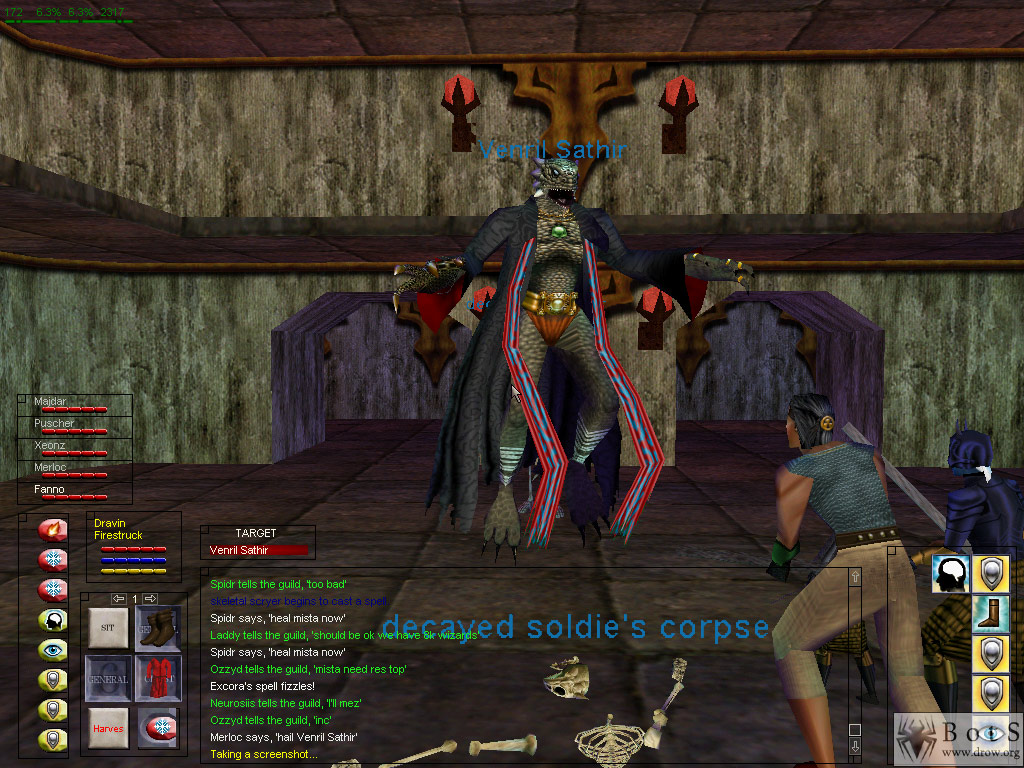 172 6.3% 6.3% 2317
Venril Sathir
Majdar
Puscher
Xeonz
Merloc
Fanno
Dravin
Firestruck
TARGET
Venril Sathir
1
SIT
GENERAL
Harves
Spidr tells the guild, 'too bad'
skeletal scryer begins to cast a spell.
Spidr says, 'heal mista now'
Laddy tells the guild, 'should be ok we have 8k wizards'
Spidr says, 'heal mista now'
Ozzyd tells the guild, 'mista need res top'
Excora's spell fizzles!
Neurosiis tells the guild, 'I'll mez'
Ozzyd tells the guild, 'inc'
Merloc says, 'hail Venril Sathir'
Taking a screenshot...
decayed soldie's corpse
BotS
www.drow.org